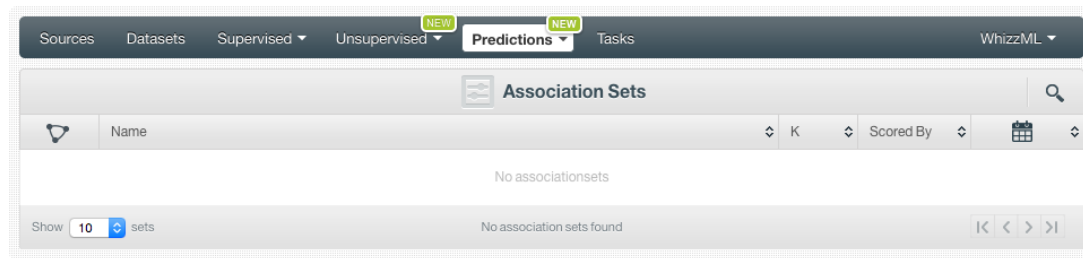 NEW NEW
Sources Datasets Supervised Unsupervised Predictions Tasks WhizzML
Association Sets
Name K Scored By
No associationsets
Show 10 sets No association sets found